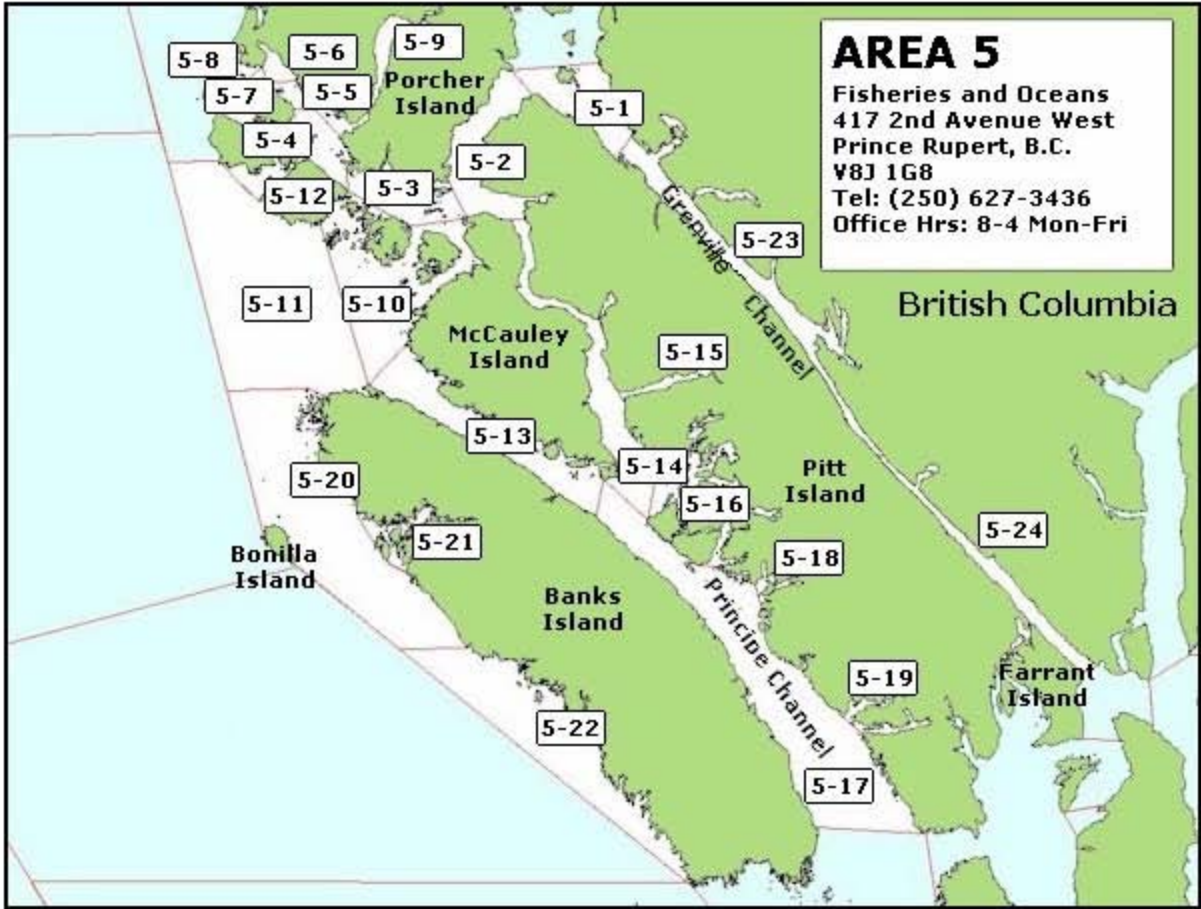 AREA 5
Fisheries and Oceans
417 2nd Avenue West
Prince Rupert, B.C.
V8J 1G8
Tel: (250) 627-3436
Office Hrs: 8-4 Mon-Fri
British Columbia
5-8
5-6
5-9
5-7
5-5
Porcher
Island
5-1
5-4
5-2
5-12
5-3
Grenville
Channel
5-23
5-11
5-10
McCauley
Island
5-15
5-13
5-14
5-20
5-16
Pitt
Island
5-21
5-24
Bonilla
Island
5-18
Banks
Island
Principe Channel
5-19
Farrant
Island
5-22
5-17